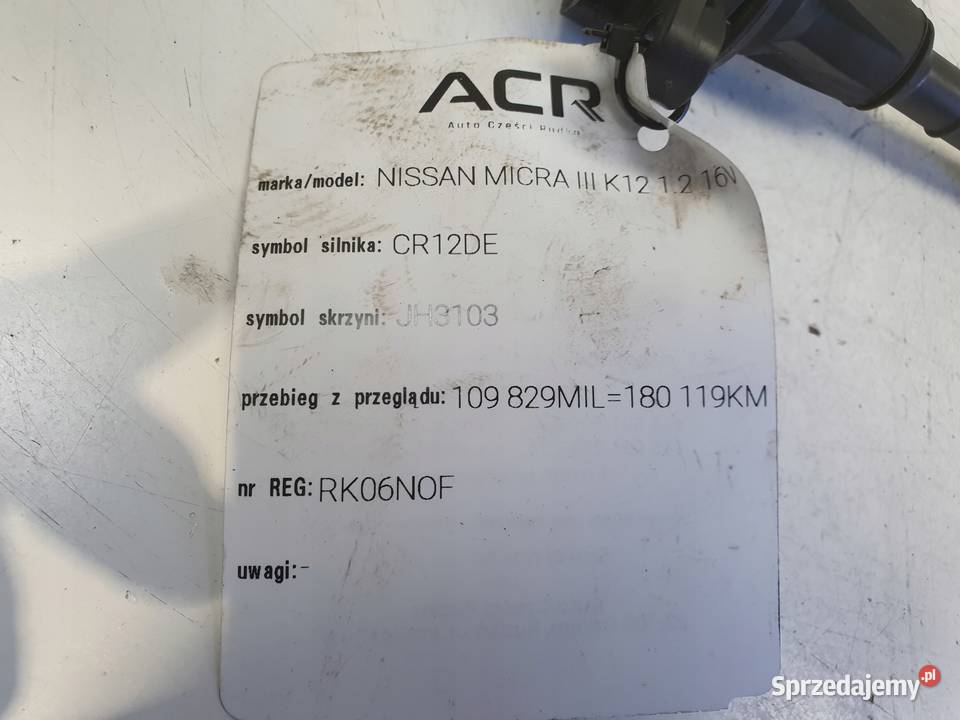 ACR
Auto Części Rudka
marka/model: NISSAN MICRA III K12 1.2 16V
symbol silnika: CR12DE
symbol skrzyni: JH3103
przebieg z przeglądu: 109 829MIL=180 119KM
nr REG: RK06NOF
uwagi: -
Sprzedajemy.pl